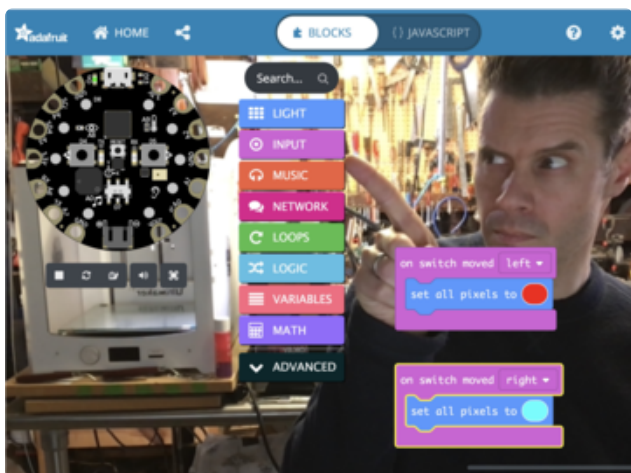 adafruit HOME BLOCKS {} JAVASCRIPT ?
Search...
LIGHT
INPUT
MUSIC
NETWORK
LOOPS
LOGIC
VARIABLES
MATH
ADVANCED
on switch moved left
set all pixels to
on switch moved right
set all pixels to